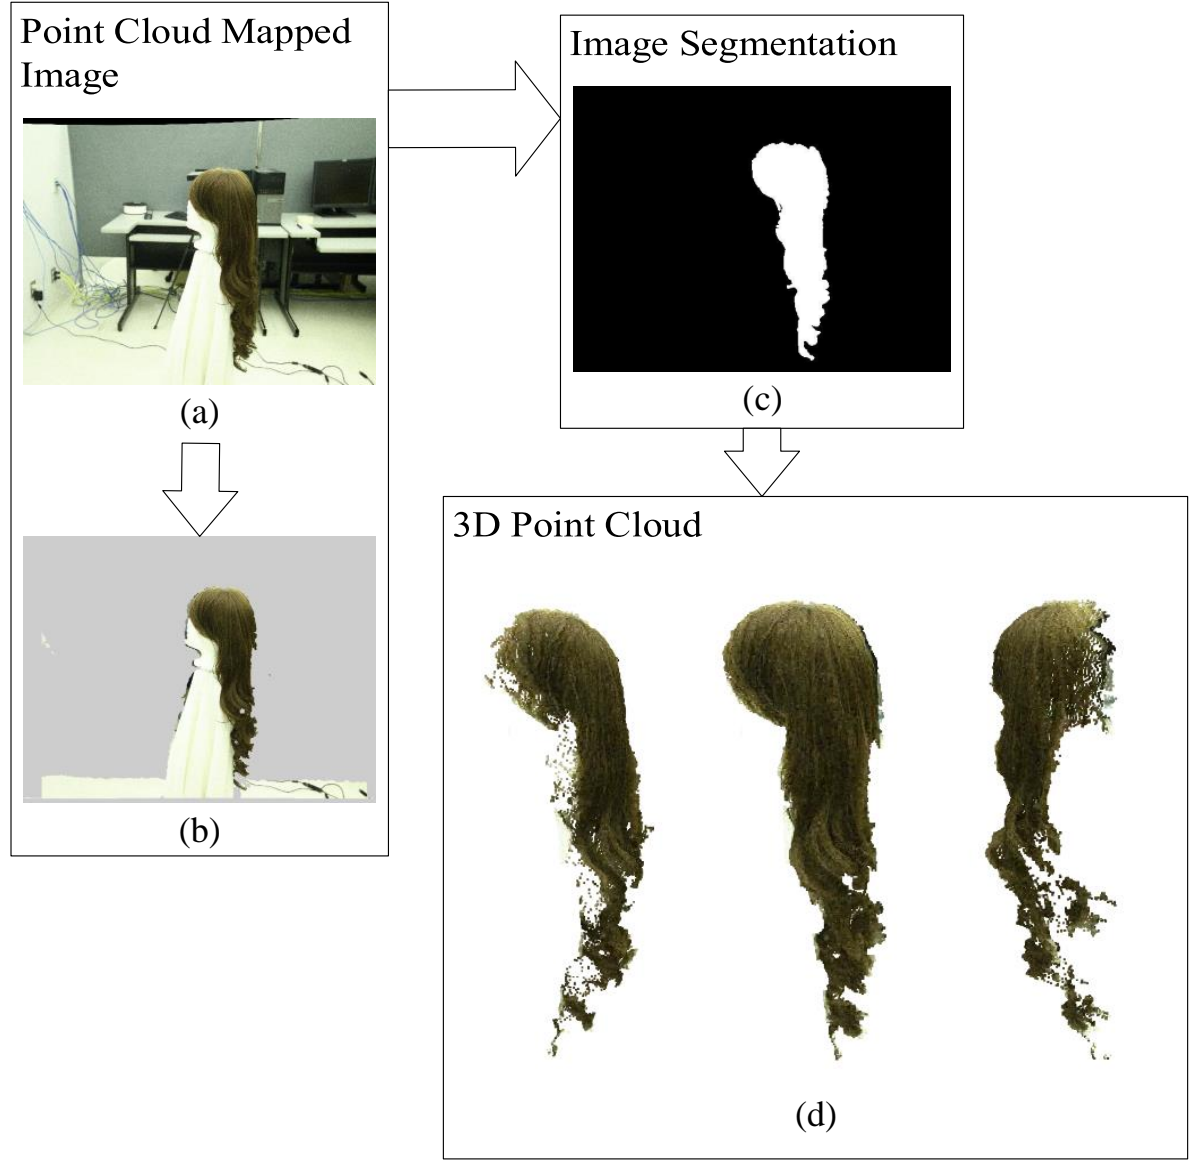 Point Cloud Mapped
Image
(a)
(b)
Image Segmentation
(c)
3D Point Cloud
(d)